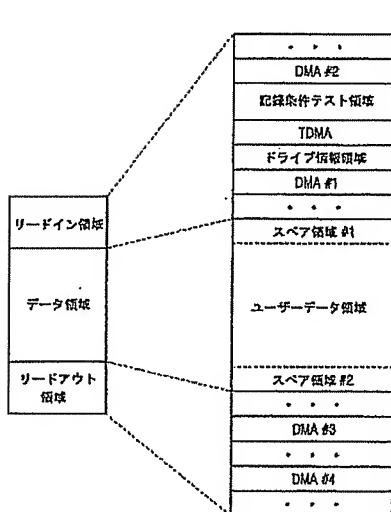 リードイン領域
データ領域
リードアウト
領域
・ ・ ・
DMA #2
記録条件テスト領域
TDMA
ドライブ情報領域
DMA #1
・ ・ ・
スペア領域 #1
ユーザーデータ領域
スペア領域 #2
・ ・ ・
DMA #3
・ ・ ・
DMA #4
・ ・ ・